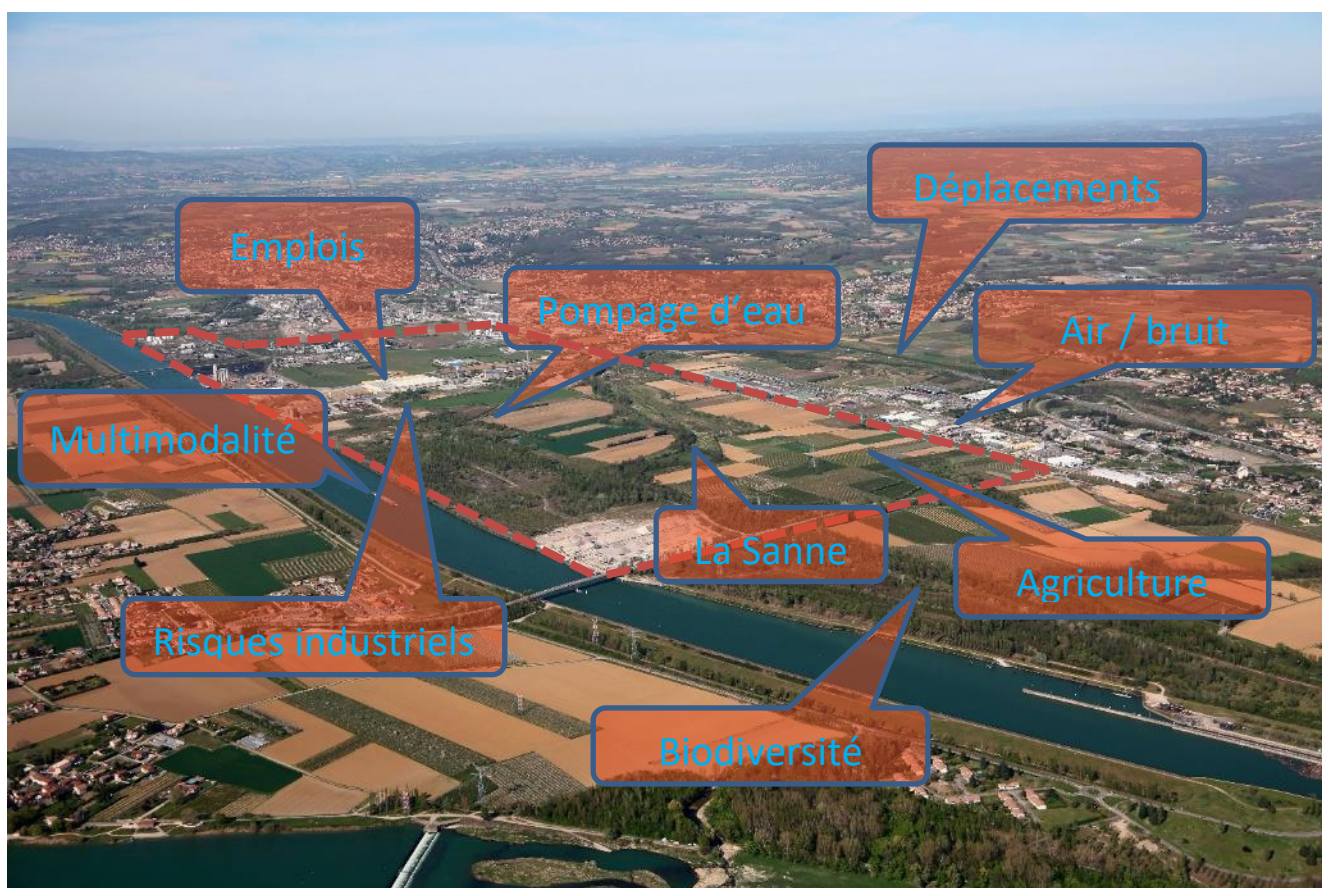 Déplacements
Emplois
Pompage d’eau
Air / bruit
Multimodalité
La Sanne
Agriculture
Risques industriels
Biodiversité